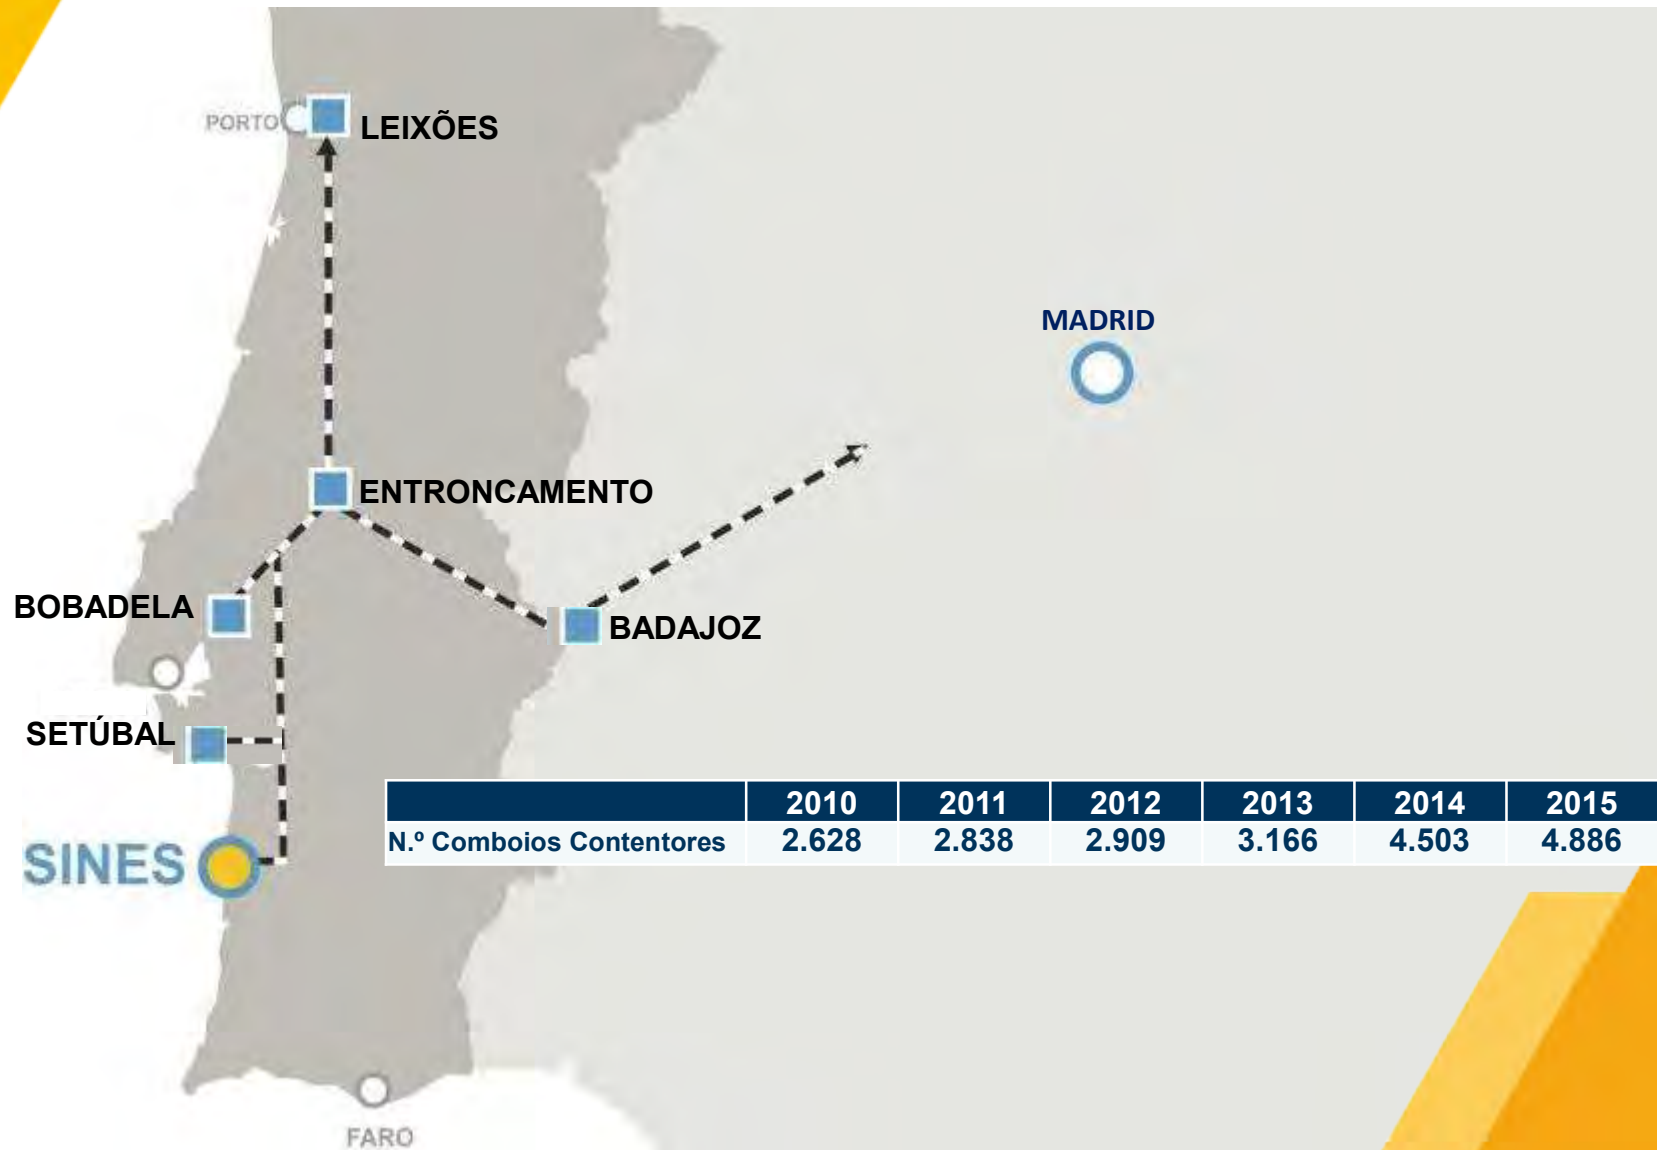 PORTO
LEIXÕES
MADRID
ENTRONCAMENTO
BOBADELA
BADAJOZ
SETÚBAL
2010 2011 2012 2013 2014 2015
N.º Comboios Contentores 2.628 2.838 2.909 3.166 4.503 4.886
SINES
FARO